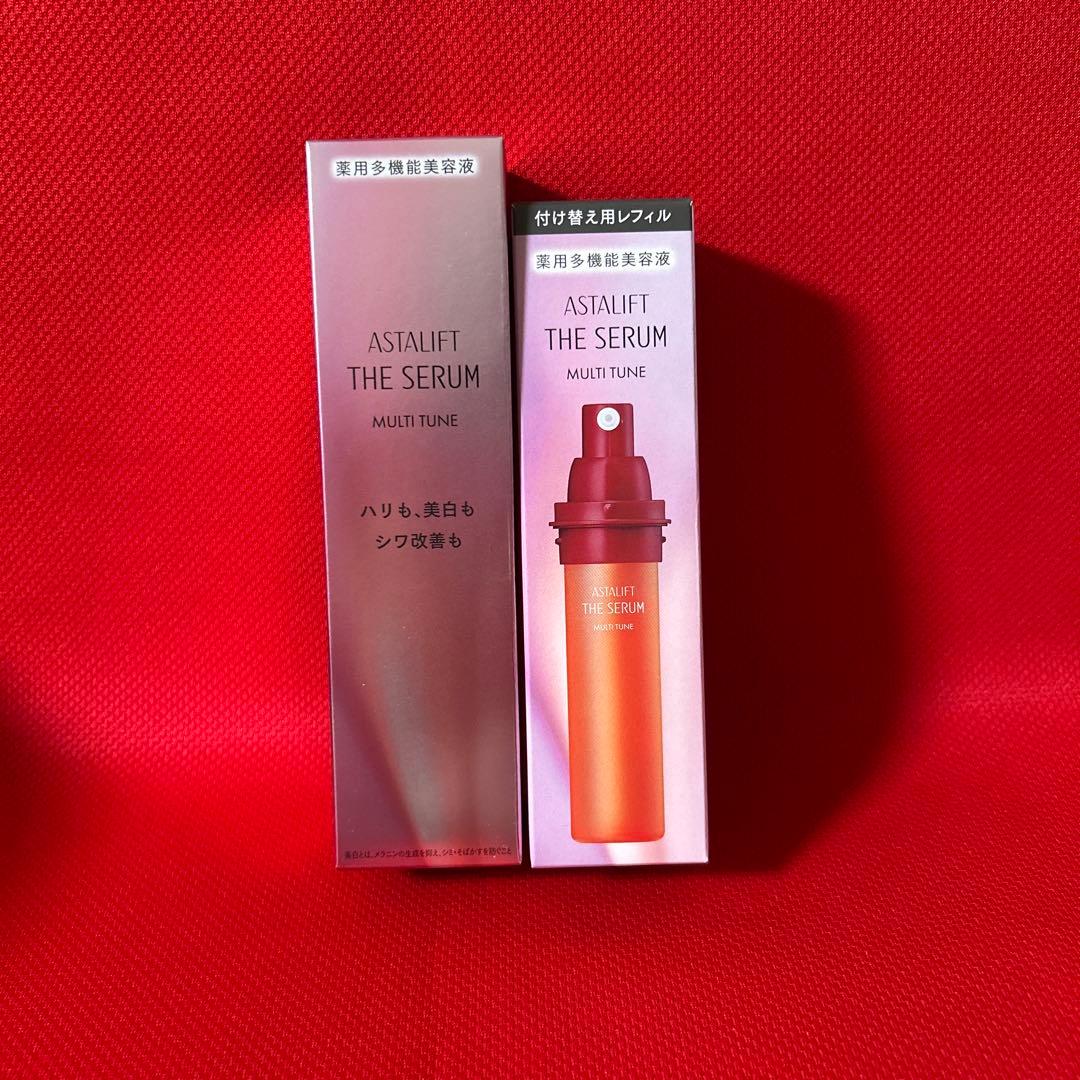 薬用多機能美容液
ASTALIFT
THE SERUM
MULTI TUNE
ハリも、美白も
シワ改善も
美白とは、メラニンの生成を抑え、シミ・そばかすを防ぐこと
付け替え用レフィル
薬用多機能美容液
ASTALIFT
THE SERUM
MULTI TUNE
ASTALIFT
THE SERUM
MULTI TUNE